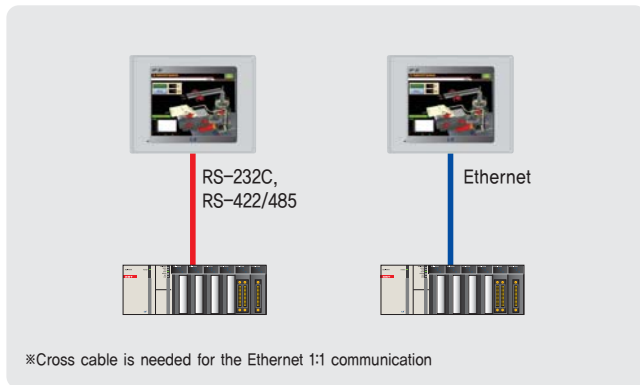 RS-232C,
RS-422/485
Ethernet
※Cross cable is needed for the Ethernet 1:1 communication